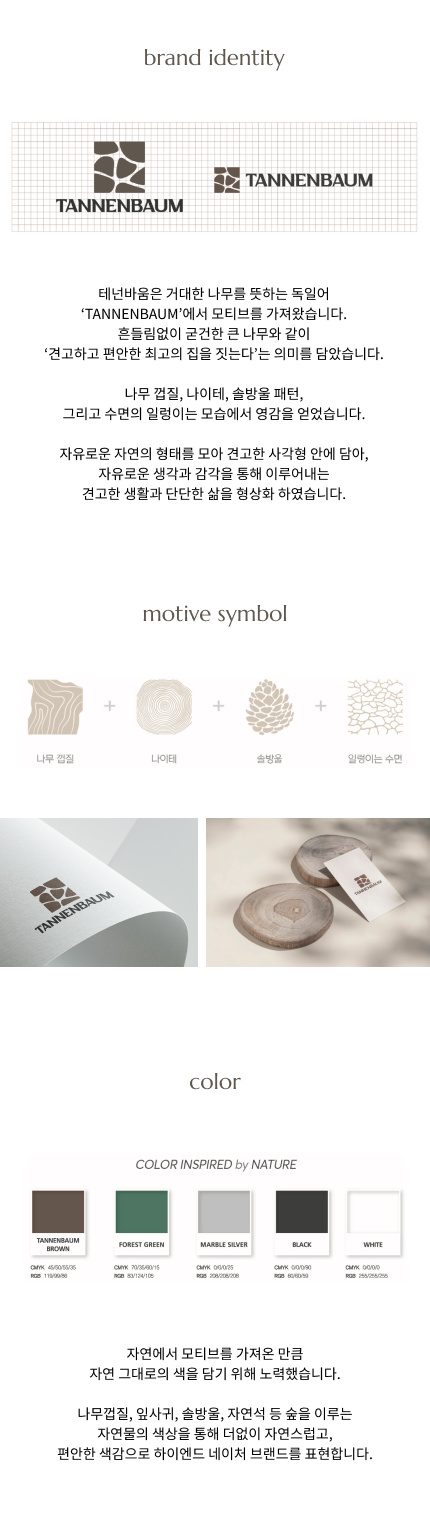 brand identity
TANNENBAUM
TANNENBAUM
테넌바움은 거대한 나무를 뜻하는 독일어
‘TANNENBAUM’에서 모티브를 가져왔습니다.
흔들림없이 굳건한 큰 나무와 같이
‘견고하고 편안한 최고의 집을 짓는다’는 의미를 담았습니다.
나무 껍질, 나이테, 솔방울 패턴,
그리고 수면의 일렁이는 모습에서 영감을 얻었습니다.
자유로운 자연의 형태를 모아 견고한 사각형 안에 담아,
자유로운 생각과 감각을 통해 이루어내는
견고한 생활과 단단한 삶을 형상화 하였습니다.
motive symbol
+ + +
나무 껍질 나이테 솔방울 일렁이는 수면
TANNENBAUM
TANNENBAUM
color
COLOR INSPIRED by NATURE
TANNENBAUM BROWN
FOREST GREEN
MARBLE SILVER
BLACK
WHITE
CMYK 45/50/55/35
RGB 119/99/86
CMYK 70/35/60/15
RGB 83/124/105
CMYK 0/0/0/25
RGB 208/208/208
CMYK 0/0/0/90
RGB 60/60/59
CMYK 0/0/0/0
RGB 255/255/255
자연에서 모티브를 가져온 만큼
자연 그대로의 색을 담기 위해 노력했습니다.
나무껍질, 잎사귀, 솔방울, 자연석 등 숲을 이루는
자연물의 색상을 통해 더없이 자연스럽고,
편안한 색감으로 하이엔드 네이처 브랜드를 표현합니다.